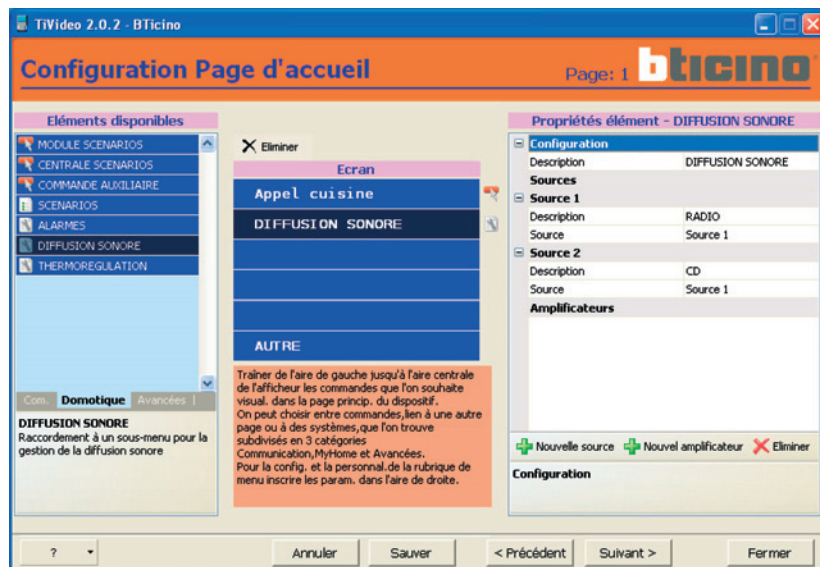 TiVideo 2.0.2 - BTicino
Configuration Page d'accueil
Page: 1
bticino
Eléments disponibles
MODULE SCENARIOS
CENTRALE SCENARIOS
COMMANDE AUXILIAIRE
SCENARIOS
ALARMES
DIFFUSION SONORE
THERMOREGULATION
Com. Domotique Avancées
DIFFUSION SONORE
Raccordement à un sous-menu pour la
gestion de la diffusion sonore
Eliminer
Ecran
Appel cuisine
DIFFUSION SONORE
AUTRE
Traîner de l'aire de gauche jusqu'à l'aire centrale
de l'afficheur les commandes que l'on souhaite
visual. dans la page princip. du dispositif.
On peut choisir entre commandes,lien à une autre
page ou à des systèmes,que l'on trouve
subdivisés en 3 catégories
Communication,MyHome et Avancées.
Pour la config. et la personnal.de la rubrique de
menu inscrire les param. dans l'aire de droite.
Propriétés élément - DIFFUSION SONORE
Configuration
Description DIFFUSION SONORE
Sources
Source 1
Description RADIO
Source Source 1
Source 2
Description CD
Source Source 1
Amplificateurs
Nouvelle source Nouvel amplificateur Eliminer
Configuration
? Annuler Sauver < Précédent Suivant > Fermer